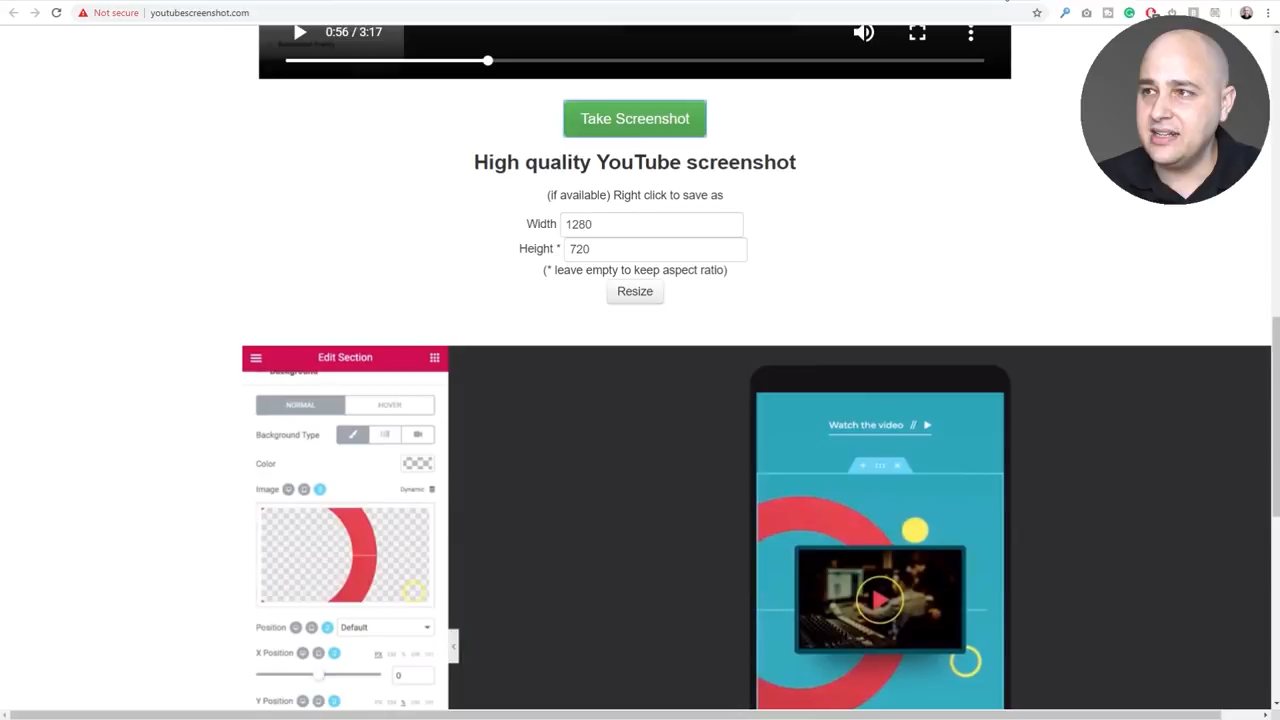 Not secure
youtubescreenshot.com
0:56 / 3:17
Take Screenshot
High quality YouTube screenshot
(if available) Right click to save as
Width 1280
Height * 720
(* leave empty to keep aspect ratio)
Resize
Edit Section
Background
NORMAL HOVER
Background Type
Color
Image Dynamic
Position Default
X Position
0
Y Position
Watch the video //